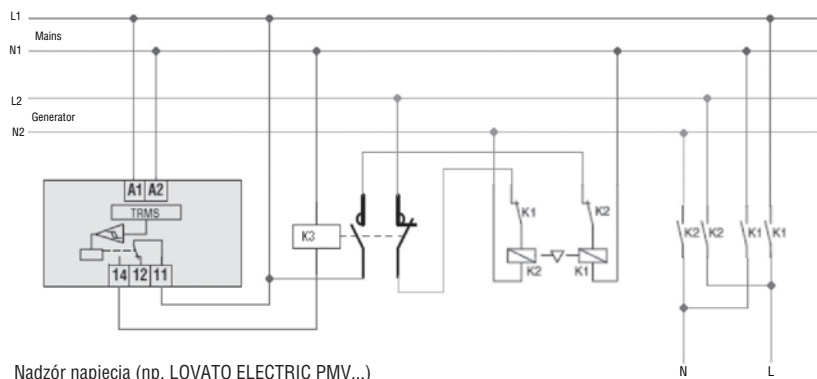 L1
Mains
N1
L2
Generator
N2
A1 A2
TRMS
14 12 11
K3
K1
K2
K2
K1
K2 K2 K1 K1
Nadzór napięcia (np. LOVATO ELECTRIC PMV...)
N L